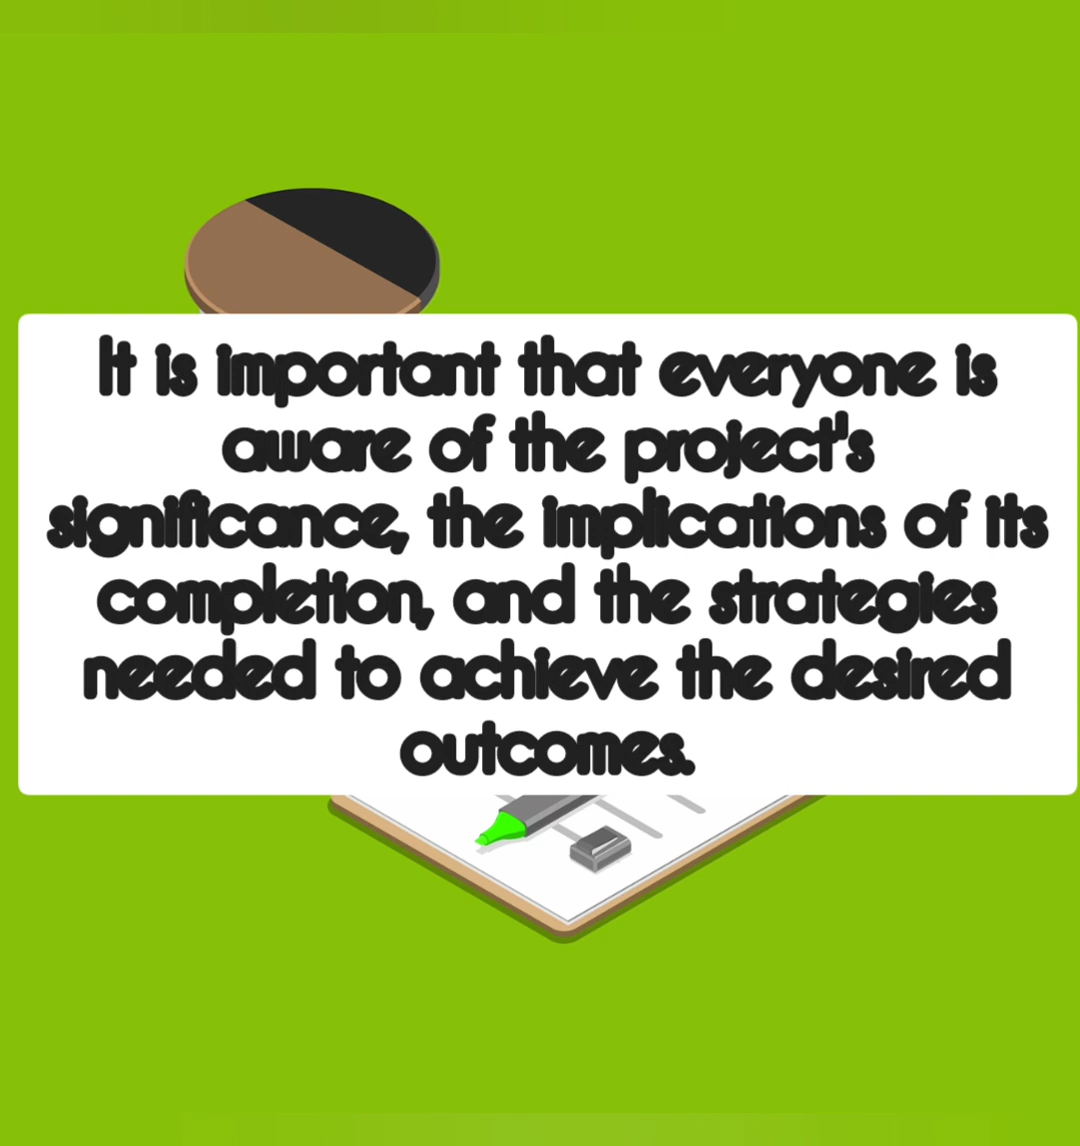 It is important that everyone is
aware of the project's
significance, the implications of its
completion, and the strategies
needed to achieve the desired
outcomes.